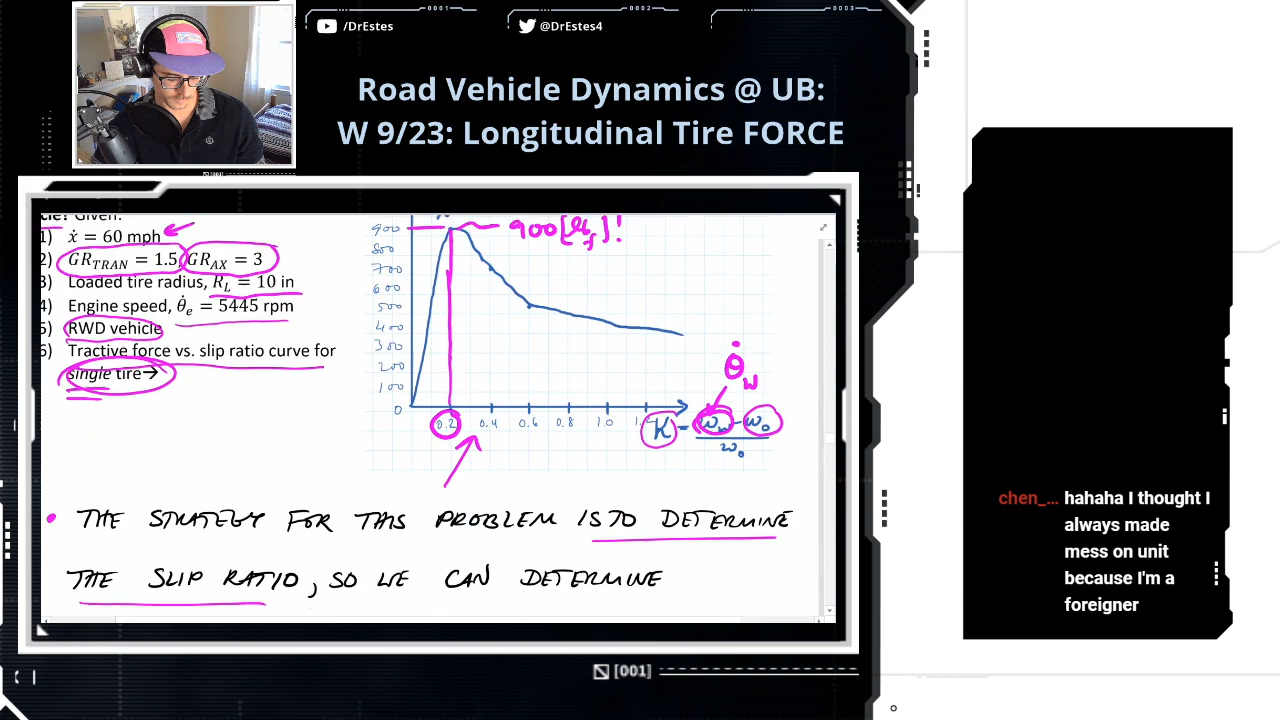 0001
0002
0003
/DrEstes
@DrEstes4
Road Vehicle Dynamics @ UB:
W 9/23: Longitudinal Tire FORCE
[001]
Given:
1) ẋ = 60 mph
2) GR_TRAN = 1.5, GR_AX = 3
3) Loaded tire radius, R_L = 10 in
4) Engine speed, θ̇_e = 5445 rpm
5) RWD vehicle
6) Tractive force vs. slip ratio curve for
single tire→
900 [lb_f]!
900
800
700
600
500
400
300
200
100
0
0.2 0.4 0.6 0.8 1.0
θ̇_w
K = ω_w - ω_o
ω_o
• THE STRATEGY FOR THIS PROBLEM IS TO DETERMINE
THE SLIP RATIO, SO WE CAN DETERMINE
chen_... hahaha I thought I
always made
mess on unit
because I'm a
foreigner
[001]